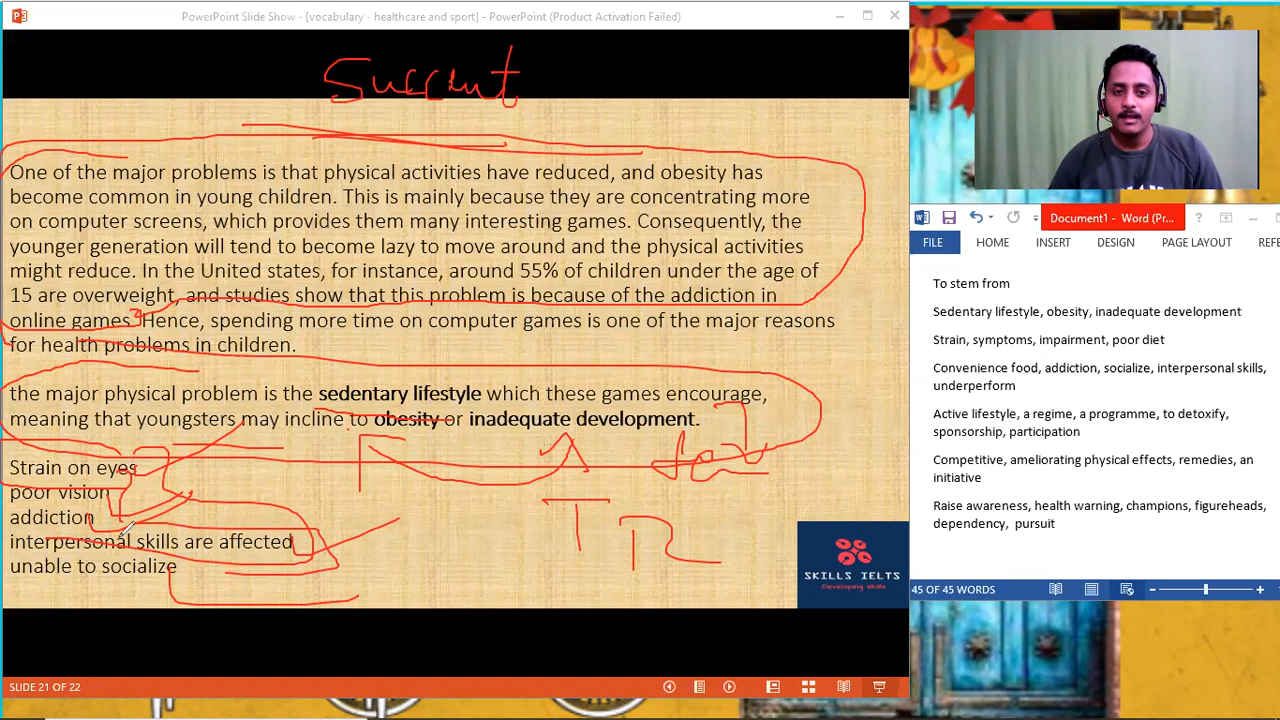 PowerPoint Slide Show - [vocabulary - healthcare and sport] - PowerPoint (Product Activation Failed)
One of the major problems is that physical activities have reduced, and obesity has
become common in young children. This is mainly because they are concentrating more
on computer screens, which provides them many interesting games. Consequently, the
younger generation will tend to become lazy to move around and the physical activities
might reduce. In the United states, for instance, around 55% of children under the age of
15 are overweight, and studies show that this problem is because of the addiction in
online games. Hence, spending more time on computer games is one of the major reasons
for health problems in children.
the major physical problem is the sedentary lifestyle which these games encourage,
meaning that youngsters may incline to obesity or inadequate development.
Strain on eyes
poor vision
addiction
interpersonal skills are affected
unable to socialize
SKILLS IELTS
Developing skills
SLIDE 21 OF 22
Document1 - Word (Pr...
FILE HOME INSERT DESIGN PAGE LAYOUT REFE
To stem from
Sedentary lifestyle, obesity, inadequate development
Strain, symptoms, impairment, poor diet
Convenience food, addiction, socialize, interpersonal skills,
underperform
Active lifestyle, a regime, a programme, to detoxify,
sponsorship, participation
Competitive, ameliorating physical effects, remedies, an
initiative
Raise awareness, health warning, champions, figureheads,
dependency, pursuit
45 OF 45 WORDS